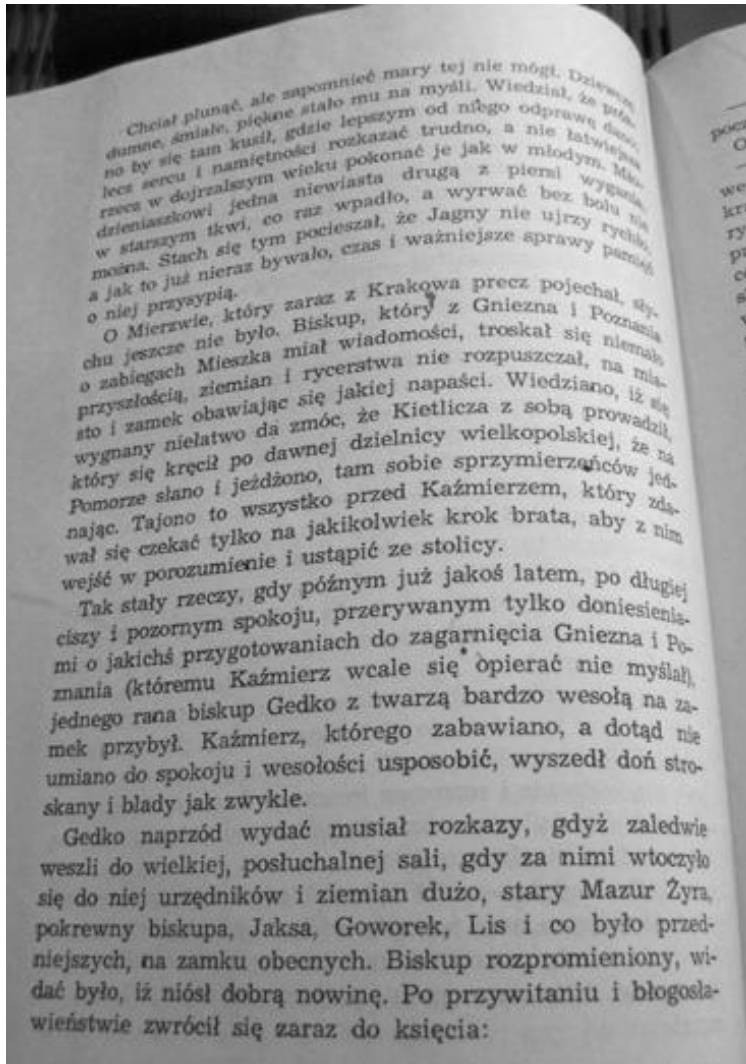 Chciał plunąć, ale zapomnieć mary tej nie mógł. Dziewczę
dumne, śmiałe, piękne stało mu na myśli. Wiedział, że próż-
no by się tam kusił, gdzie lepszym od niego odprawę dano,
lecz sercu i namiętności rozkazać trudno, a nie łatwiejsza
rzecz w dojrzalszym wieku pokonać je jak w młodym. Mło-
dzieniaszkowi jedna niewiasta drugą z piersi wygania,
w starszym tkwi, co raz wpadło, a wyrwać bez bolu nie
można. Stach się tym pocieszał, że Jagny nie ujrzy rychło,
a jak to już nieraz bywało, czas i ważniejsze sprawy pamięć
o niej przysypią.
O Mierzwie, który zaraz z Krakowa precz pojechał, sły-
chu jeszcze nie było. Biskup, który z Gniezna i Poznania
o zabiegach Mieszka miał wiadomości, troskał się niemało
przyszłością, ziemian i rycerstwa nie rozpuszczał, na mia-
sto i zamek obawiając się jakiej napaści. Wiedziano, iż się
wygnany niełatwo da zmóc, że Kietlicza z sobą prowadził,
który się kręcił po dawnej dzielnicy wielkopolskiej, że na
Pomorze słano i jeżdżono, tam sobie sprzymierzeńców jed-
nając. Tajono to wszystko przed Kaźmierzem, który zda-
wał się czekać tylko na jakikolwiek krok brata, aby z nim
wejść w porozumienie i ustąpić ze stolicy.
Tak stały rzeczy, gdy późnym już jakoś latem, po długiej
ciszy i pozornym spokoju, przerywanym tylko doniesienia-
mi o jakichś przygotowaniach do zagarnięcia Gniezna i Po-
znania (któremu Kaźmierz wcale się opierać nie myślał),
jednego rana biskup Gedko z twarzą bardzo wesołą na za-
mek przybył. Kaźmierz, którego zabawiano, a dotąd nie
umiano do spokoju i wesołości usposobić, wyszedł doń stro-
skany i blady jak zwykle.
Gedko naprzód wydać musiał rozkazy, gdyż zaledwie
weszli do wielkiej, posłuchalnej sali, gdy za nimi wtoczyło
się do niej urzędników i ziemian dużo, stary Mazur Żyra,
pokrewny biskupa, Jaksa, Goworek, Lis i co było przed-
niejszych, na zamku obecnych. Biskup rozpromieniony, wi-
dać było, iż niósł dobrą nowinę. Po przywitaniu i błogosła-
wieństwie zwrócił się zaraz do księcia: